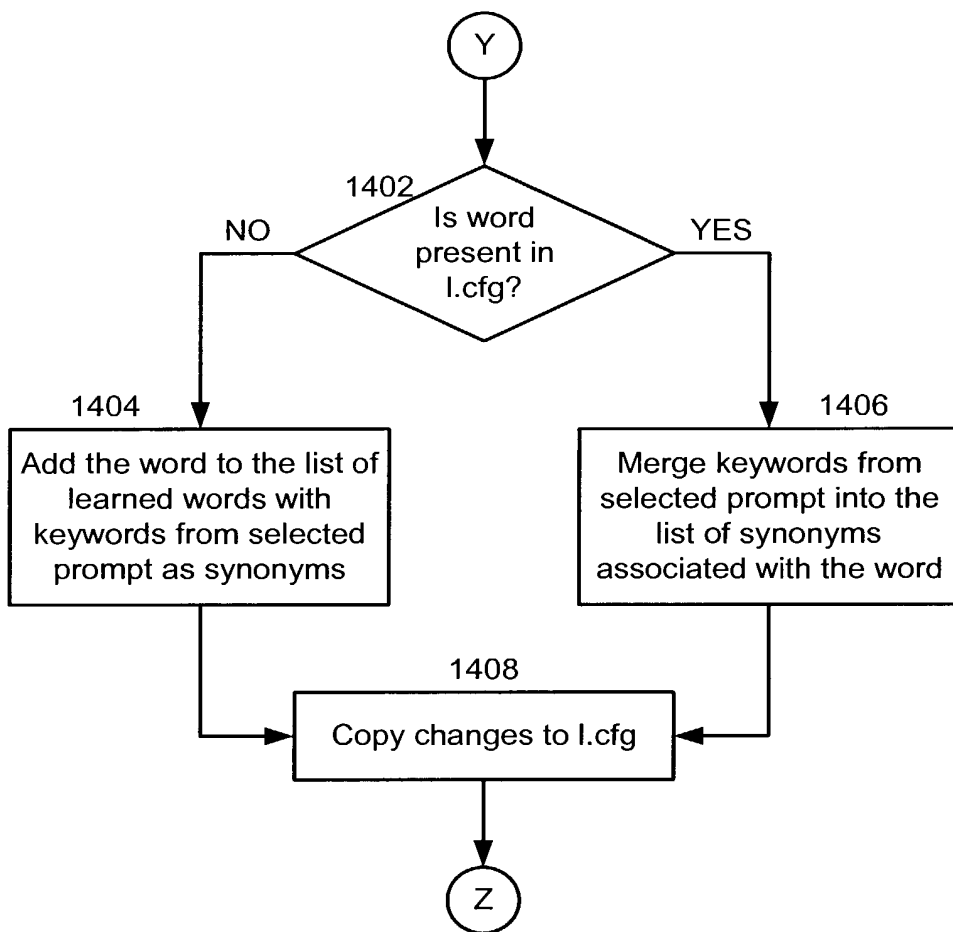 Y
1402
Is word
present in
l.cfg?
NO
YES
1404
Add the word to the list of
learned words with
keywords from selected
prompt as synonyms
1406
Merge keywords from
selected prompt into the
list of synonyms
associated with the word
1408
Copy changes to l.cfg
Z